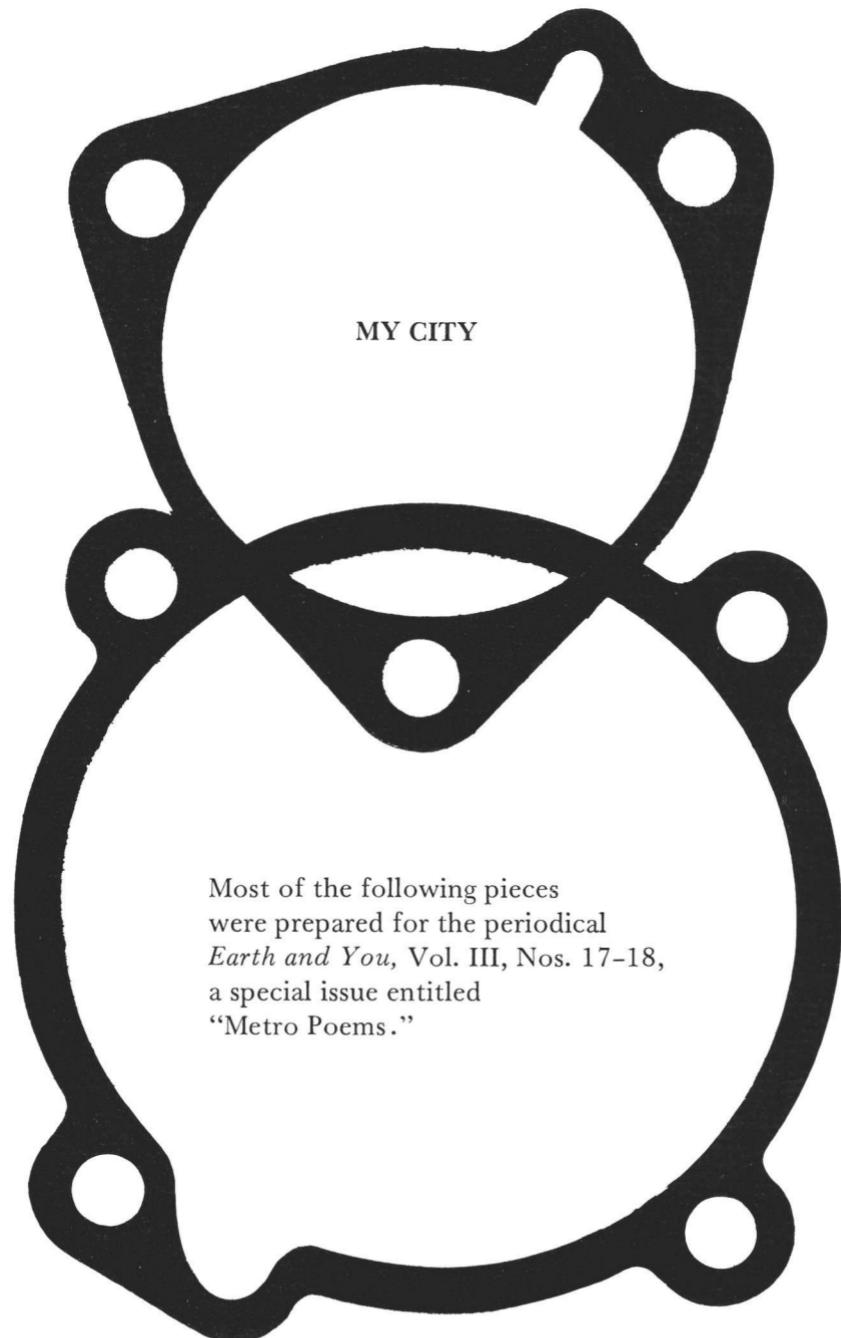 MY CITY
Most of the following pieces
were prepared for the periodical
Earth and You, Vol. III, Nos. 17–18,
a special issue entitled
“Metro Poems.”